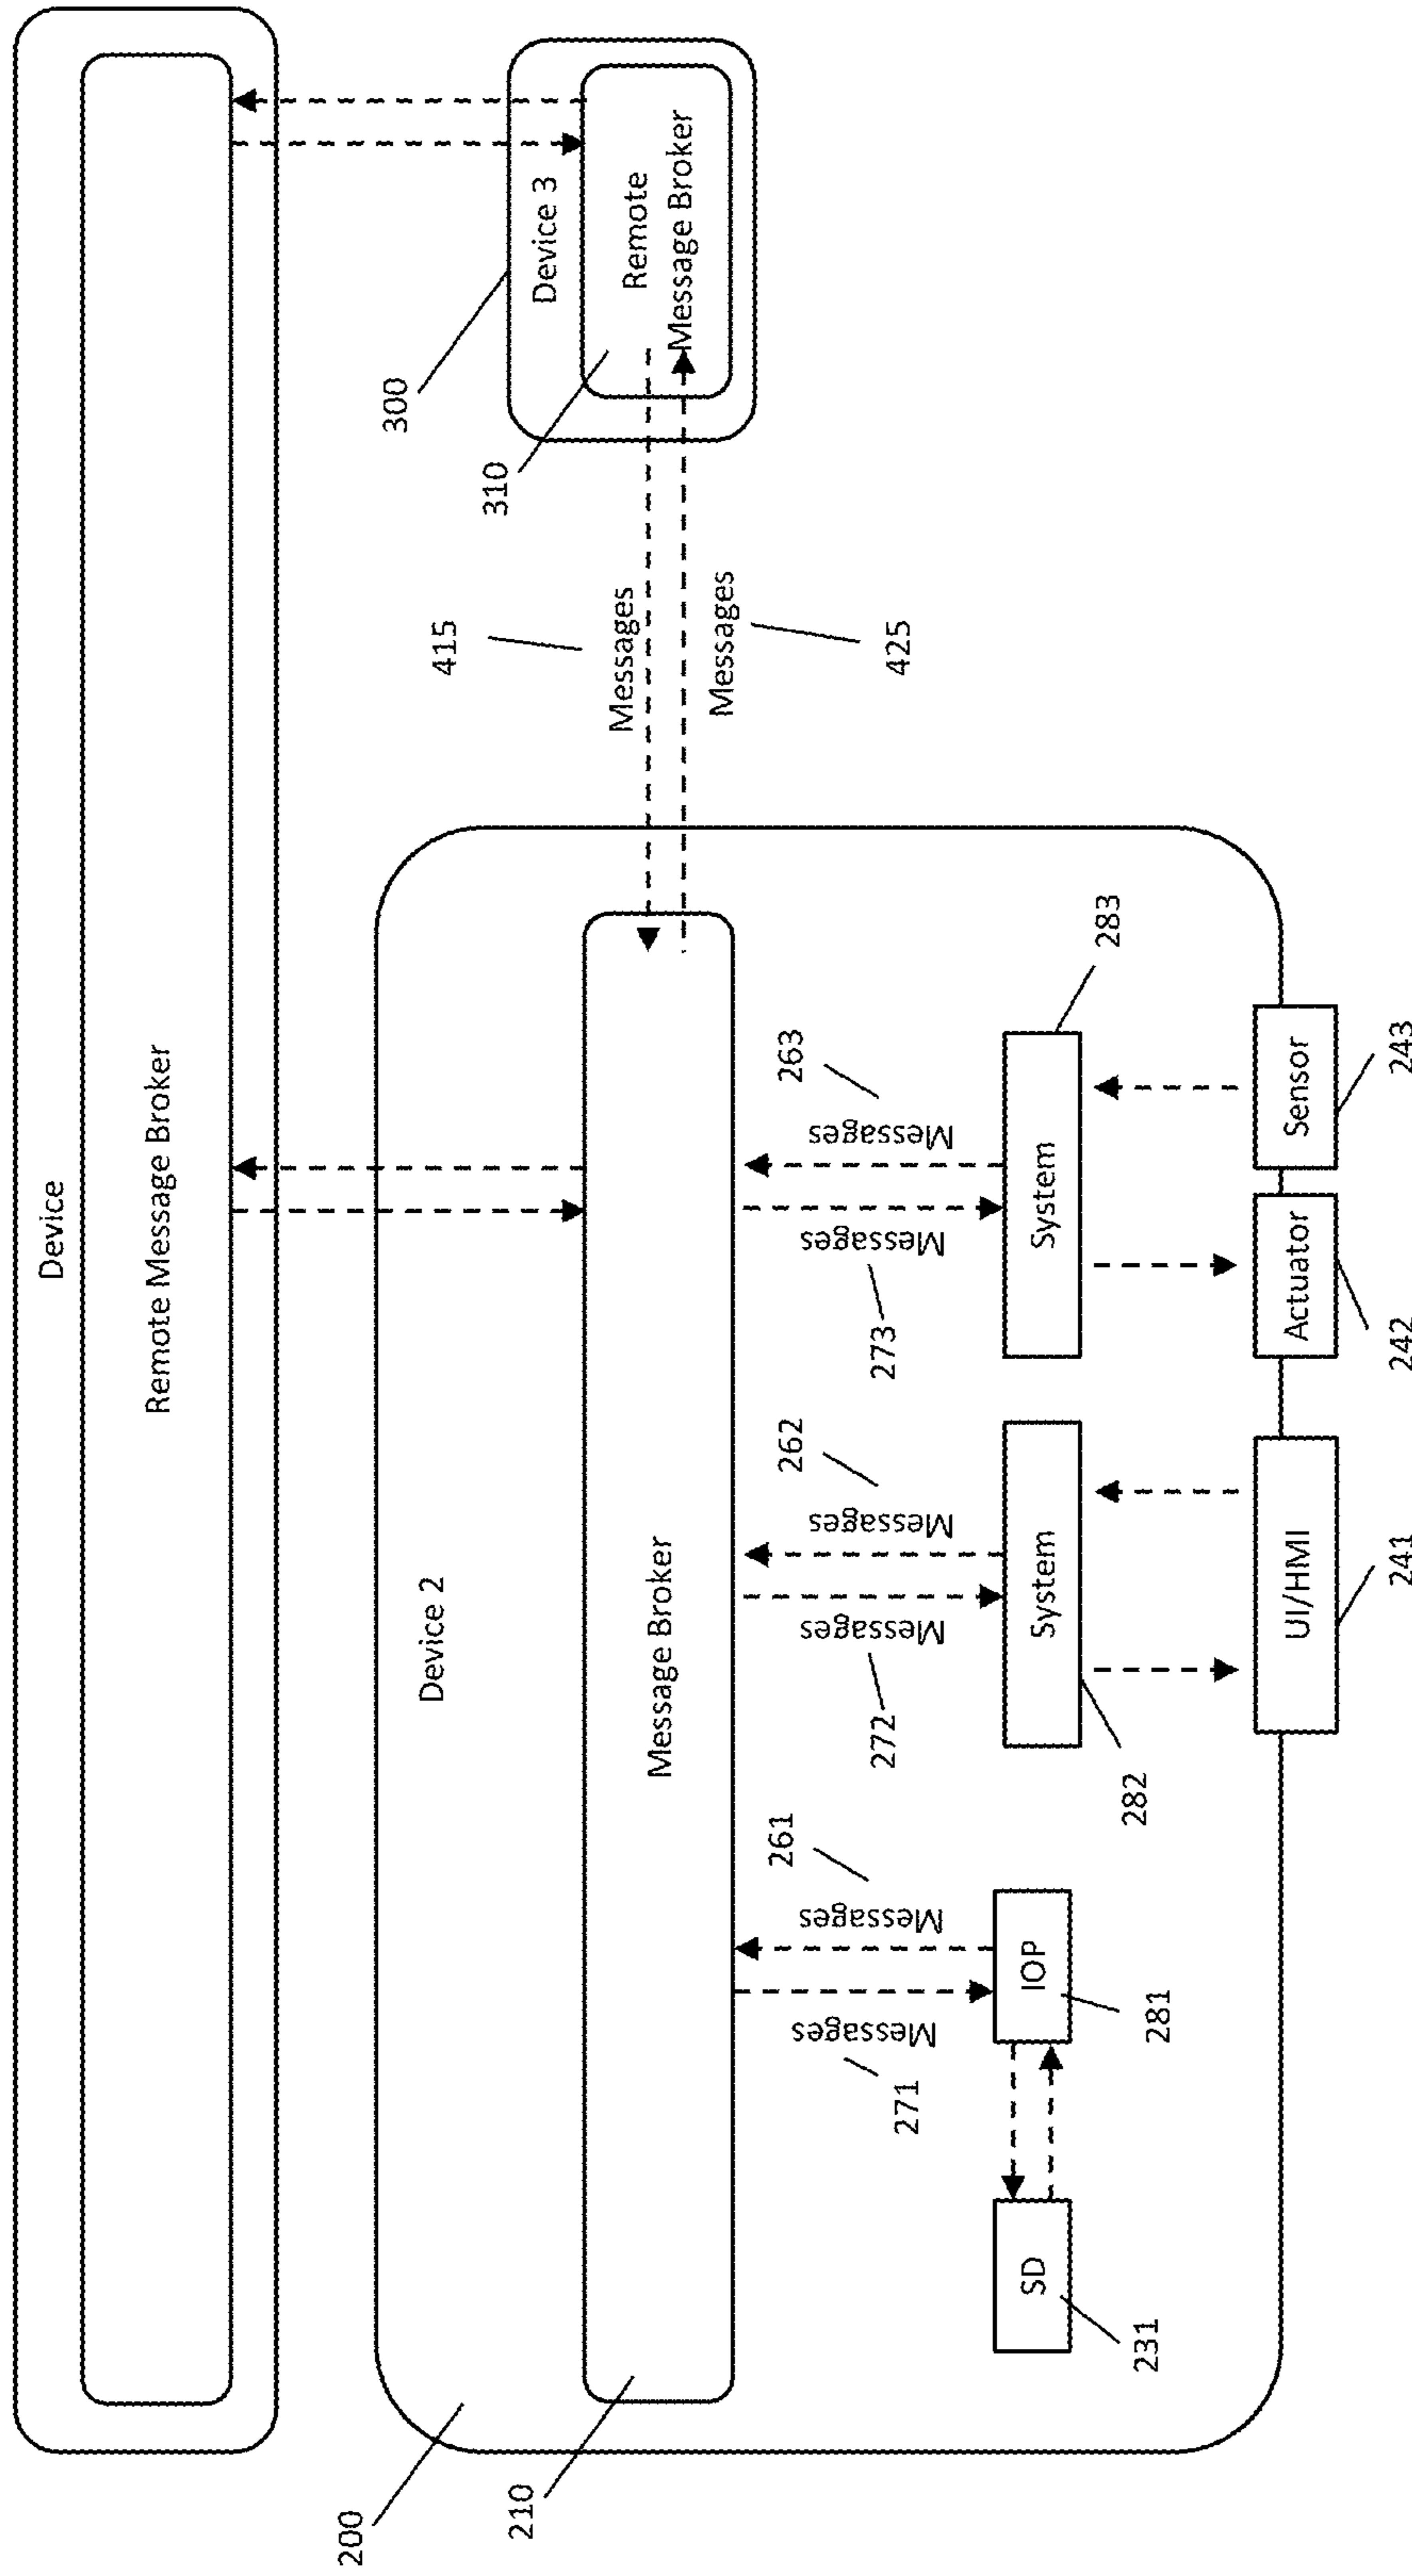 Device
Remote Message Broker
300
Device 3
310
Remote
Message Broker
415
Messages
Messages
425
200
Device 2
210
Message Broker
261
Messages
Messages
271
262
Messages
Messages
272
263
Messages
Messages
273
SD
231
IOP
281
System
282
System
283
UI/HMI
241
Actuator
242
Sensor
243